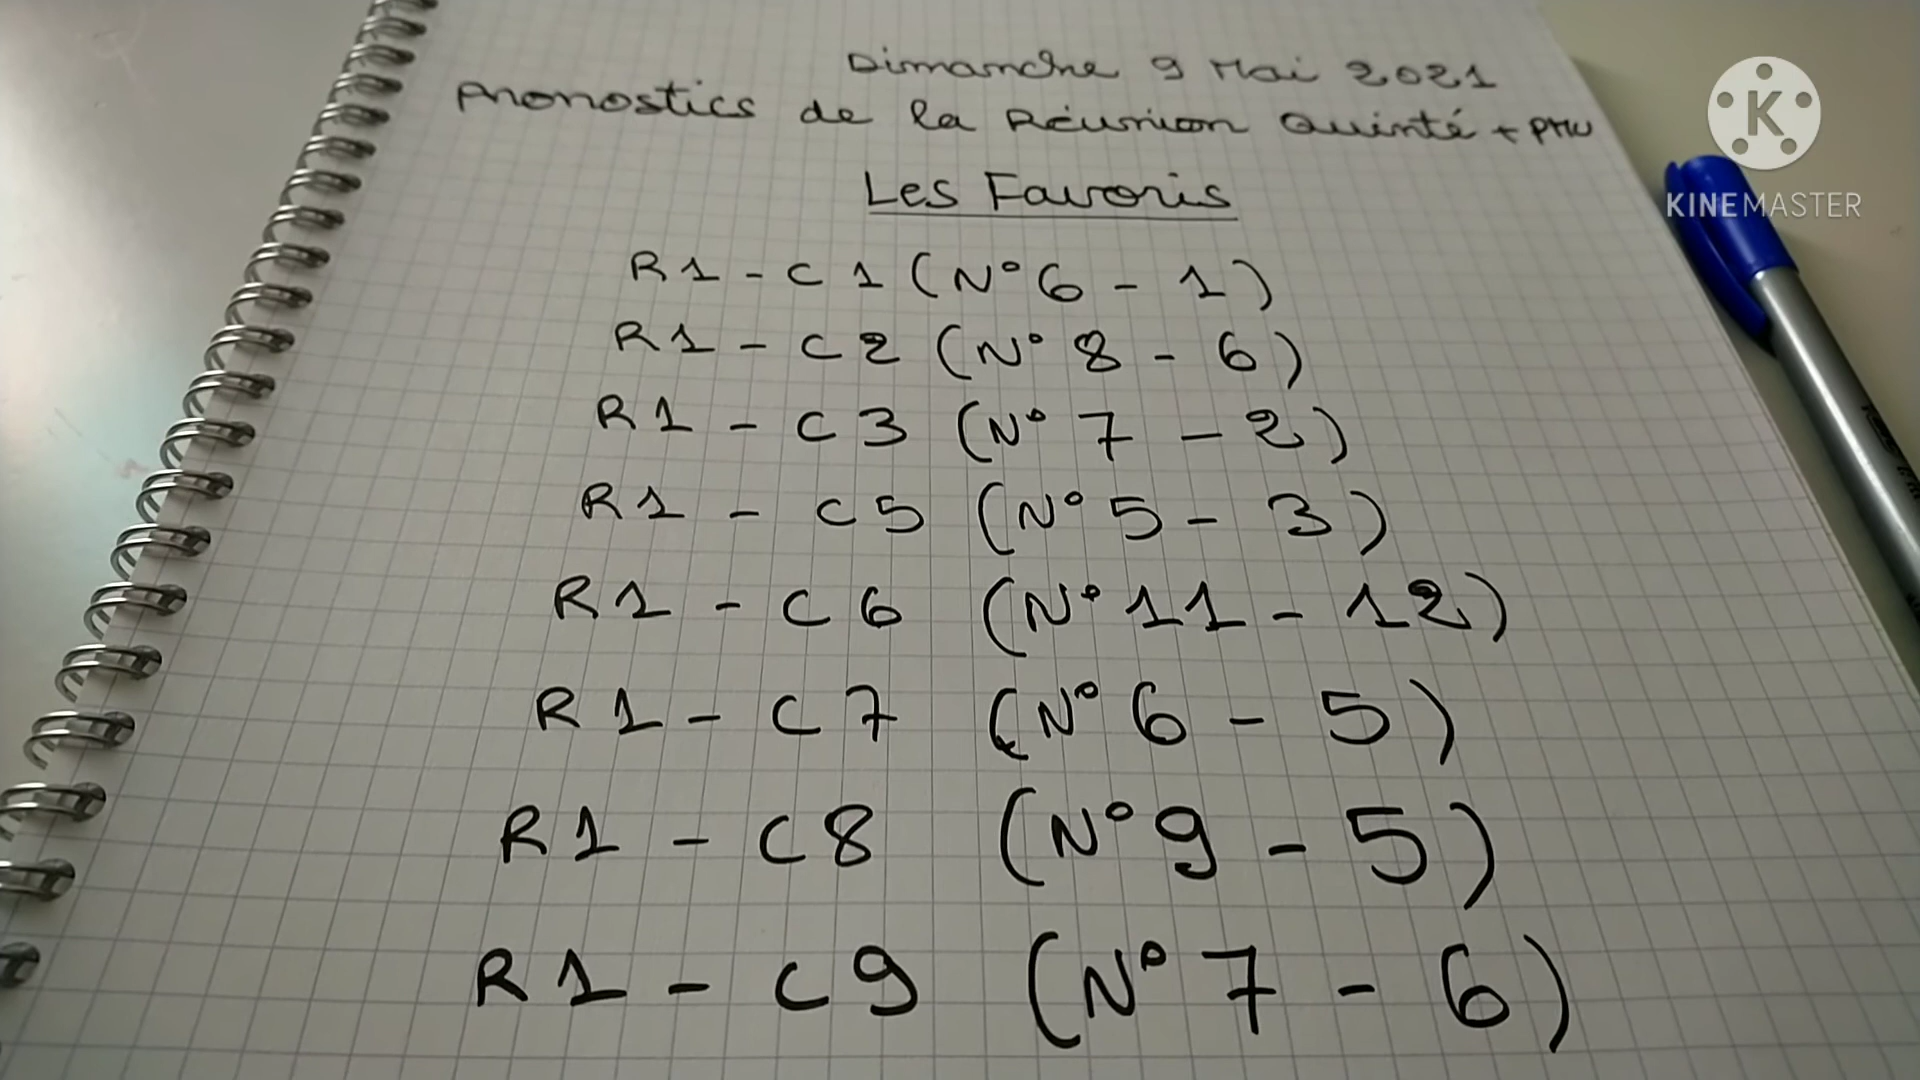 Dimanche 9 Mai 2021
Pronostics de la Réunion Quinté + PMU
Les Favoris
R1 - C1 (N° 6 - 1)
R1 - C2 (N° 8 - 6)
R1 - C3 (N° 7 - 2)
R1 - C5 (N° 5 - 3)
R1 - C6 (N° 11 - 12)
R1 - C7 (N° 6 - 5)
R1 - C8 (N° 9 - 5)
R1 - C9 (N° 7 - 6)
K
KINEMASTER